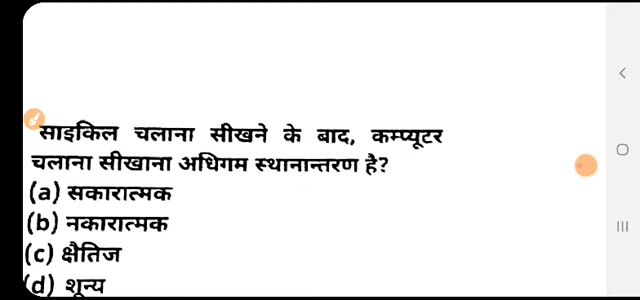 साइकिल चलाना सीखने के बाद, कम्प्यूटर
चलाना सीखाना अधिगम स्थानान्तरण है?
(a) सकारात्मक
(b) नकारात्मक
(c) क्षैतिज
(d) शून्य